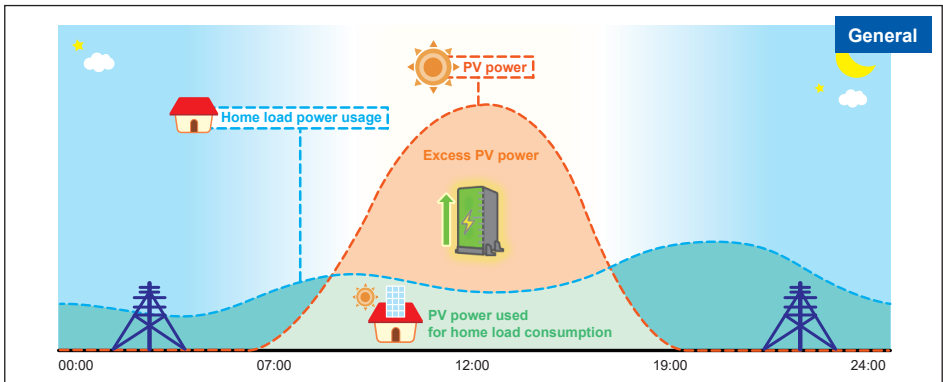 General
PV power
Home load power usage
Excess PV power
PV power used
for home load consumption
00:00 07:00 12:00 19:00 24:00